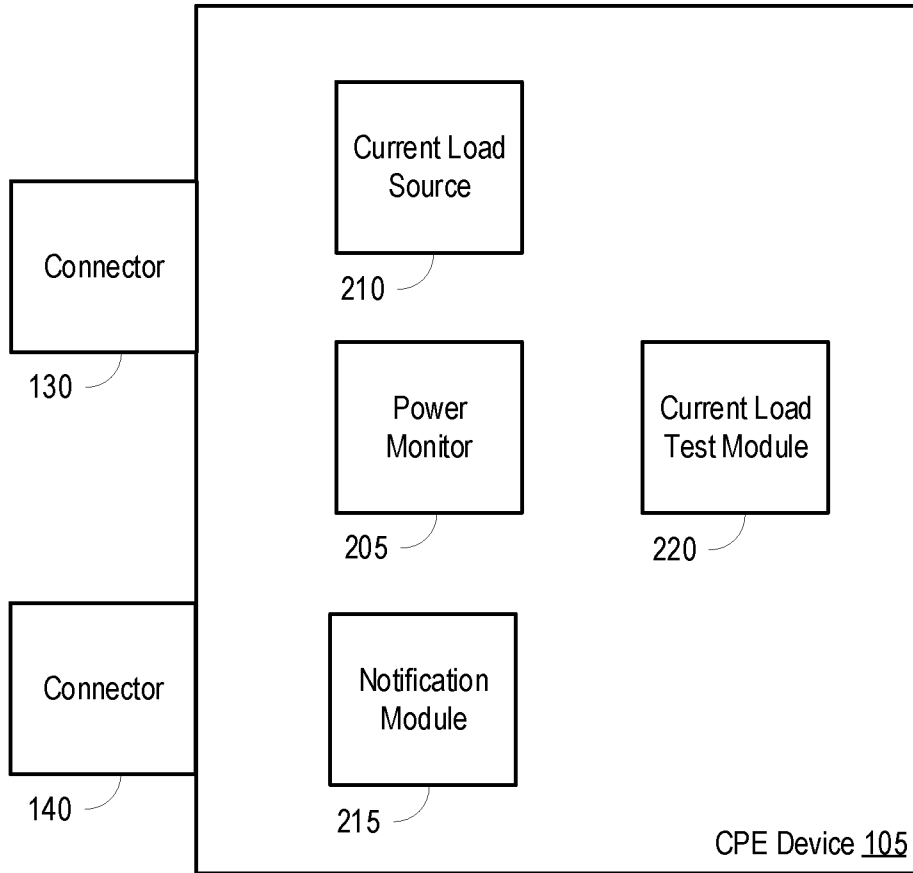 Current Load
Source
210
Connector
130
Power
Monitor
205
Current Load
Test Module
220
Connector
140
Notification
Module
215
CPE Device 105